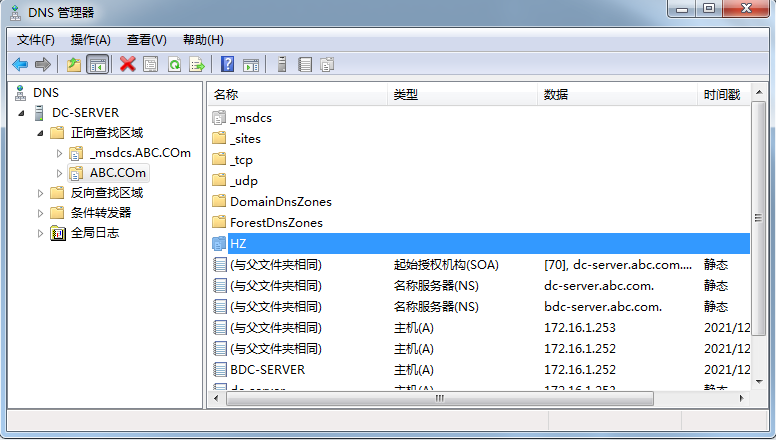 DNS 管理器
文件(F) 操作(A) 查看(V) 帮助(H)
DNS
DC-SERVER
正向查找区域
_msdcs.ABC.COm
ABC.COm
反向查找区域
条件转发器
全局日志
名称 类型 数据 时间戳
_msdcs
_sites
_tcp
_udp
DomainDnsZones
ForestDnsZones
HZ
(与父文件夹相同) 起始授权机构(SOA) [70], dc-server.abc.com.... 静态
(与父文件夹相同) 名称服务器(NS) dc-server.abc.com. 静态
(与父文件夹相同) 名称服务器(NS) bdc-server.abc.com. 静态
(与父文件夹相同) 主机(A) 172.16.1.253 2021/12
(与父文件夹相同) 主机(A) 172.16.1.252 2021/12
BDC-SERVER 主机(A) 172.16.1.252 2021/12
dc-server 主机(A) 172.16.1.253 静态